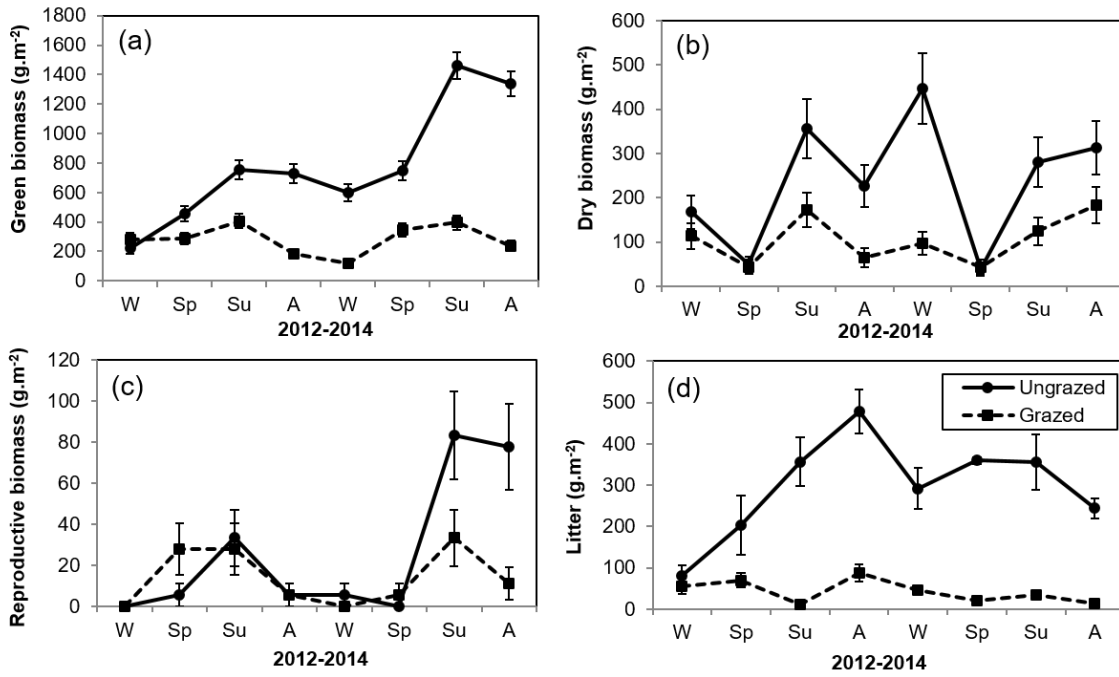 (a)
Green biomass (g.m⁻²)
1800
1600
1400
1200
1000
800
600
400
200
0
W Sp Su A W Sp Su A
2012-2014
(b)
Dry biomass (g.m⁻²)
600
500
400
300
200
100
0
W Sp Su A W Sp Su A
2012-2014
(c)
Reproductive biomass (g.m⁻²)
120
100
80
60
40
20
0
W Sp Su A W Sp Su A
2012-2014
(d)
Litter (g.m⁻²)
600
500
400
300
200
100
0
Ungrazed
Grazed
W Sp Su A W Sp Su A
2012-2014